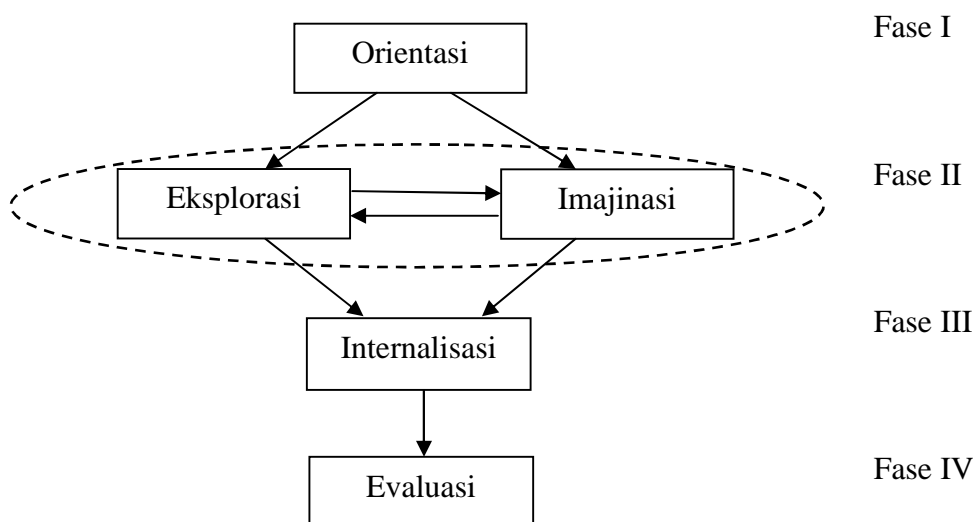 Fase I
Orientasi
Fase II
Eksplorasi
Imajinasi
Fase III
Internalisasi
Fase IV
Evaluasi